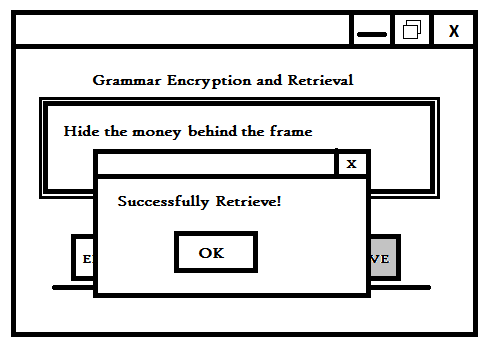 X
Grammar Encryption and Retrieval
Hide the money behind the frame
X
Successfully Retrieve!
OK